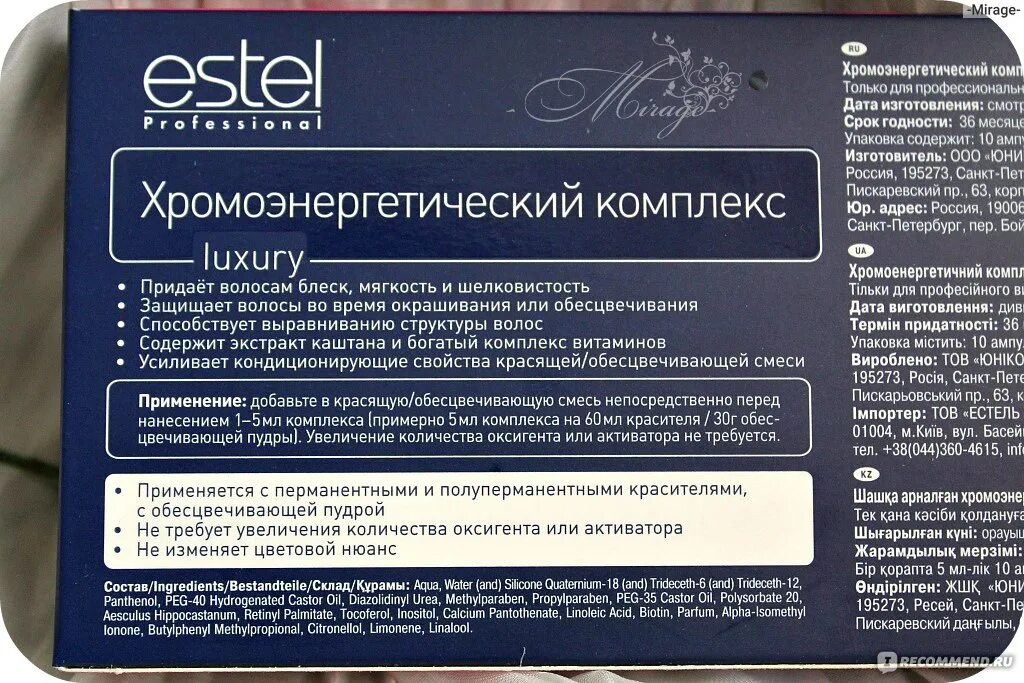 -Mirage-
estel
Professional
Mirage
Хромоэнергетический комплекс
luxury
• Придаёт волосам блеск, мягкость и шелковистость
• Защищает волосы во время окрашивания или обесцвечивания
• Способствует выравниванию структуры волос
• Содержит экстракт каштана и богатый комплекс витаминов
• Усиливает кондиционирующие свойства красящей/обесцвечивающей смеси
Применение: добавьте в красящую/обесцвечивающую смесь непосредственно перед
нанесением 1–5мл комплекса (примерно 5мл комплекса на 60мл красителя / 30г обес-
цвечивающей пудры). Увеличение количества оксигента или активатора не требуется.
• Применяется с перманентными и полуперманентными красителями,
с обесцвечивающей пудрой
• Не требует увеличения количества оксигента или активатора
• Не изменяет цветовой нюанс
Состав/Ingredients/Bestandteile/Склад/Құрамы: Aqua, Water (and) Silicone Quaternium-18 (and) Trideceth-6 (and) Trideceth-12,
Panthenol, PEG-40 Hydrogenated Castor Oil, Diazolidinyl Urea, Methylparaben, Propylparaben, PEG-35 Castor Oil, Polysorbate 20,
Aesculus Hippocastanum, Retinyl Palmitate, Tocoferol, Inositol, Calcium Pantothenate, Linoleic Acid, Biotin, Parfum, Alpha-Isomethyl
Ionone, Butylphenyl Methylpropional, Citronellol, Limonene, Linalool.
RU
Хромоэнергетический комп
Только для профессиональн
Дата изготовления: смотр
Срок годности: 36 месяце
Упаковка содержит: 10 ампу
Изготовитель: ООО «ЮНИ
Россия, 195273, Санкт-Пет
Пискаревский пр., 63, корп
Юр. адрес: Россия, 19006
Санкт-Петербург, пер. Бой
UA
Хромоенергетичний компл
Тільки для професійного ви
Дата виготовлення: диви
Термін придатності: 36
Упаковка містить: 10 ампу
Вироблено: ТОВ «ЮНІКО
195273, Росія, Санкт-Пете
Пискарьовський пр., 63, к
Імпортер: ТОВ «ЕСТЕЛЬ
01004, м.Київ, вул. Басей
тел. +38(044)360-4615, info
KZ
Шашқа арналған хромоэне
Тек қана кәсіби қолдануға
Шығарылған күні: орауыш
Жарамдылық мерзімі:
Бір қорапта 5 мл-лік 10 а
Өндірілген: ЖШҚ «ЮНИ
195273, Ресей, Санкт-Пе
Пискаревский даңғылы,
IRECOMMEND.RU